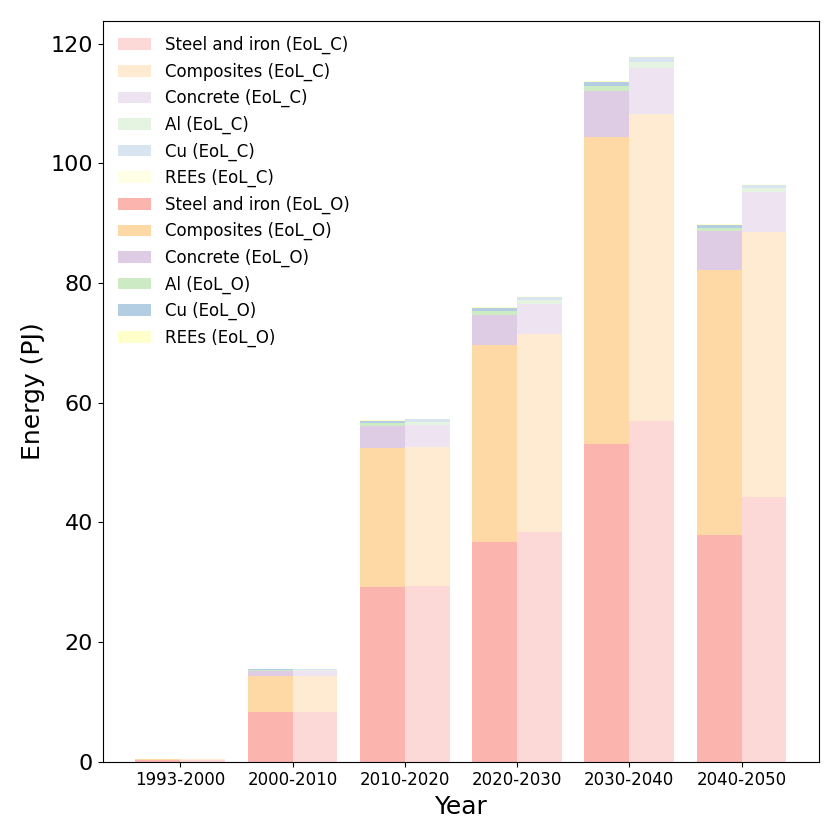 Steel and iron (EoL_C)
Composites (EoL_C)
Concrete (EoL_C)
Al (EoL_C)
Cu (EoL_C)
REEs (EoL_C)
Steel and iron (EoL_O)
Composites (EoL_O)
Concrete (EoL_O)
Al (EoL_O)
Cu (EoL_O)
REEs (EoL_O)
Energy (PJ)
120
100
80
60
40
20
0
1993-2000 2000-2010 2010-2020 2020-2030 2030-2040 2040-2050
Year